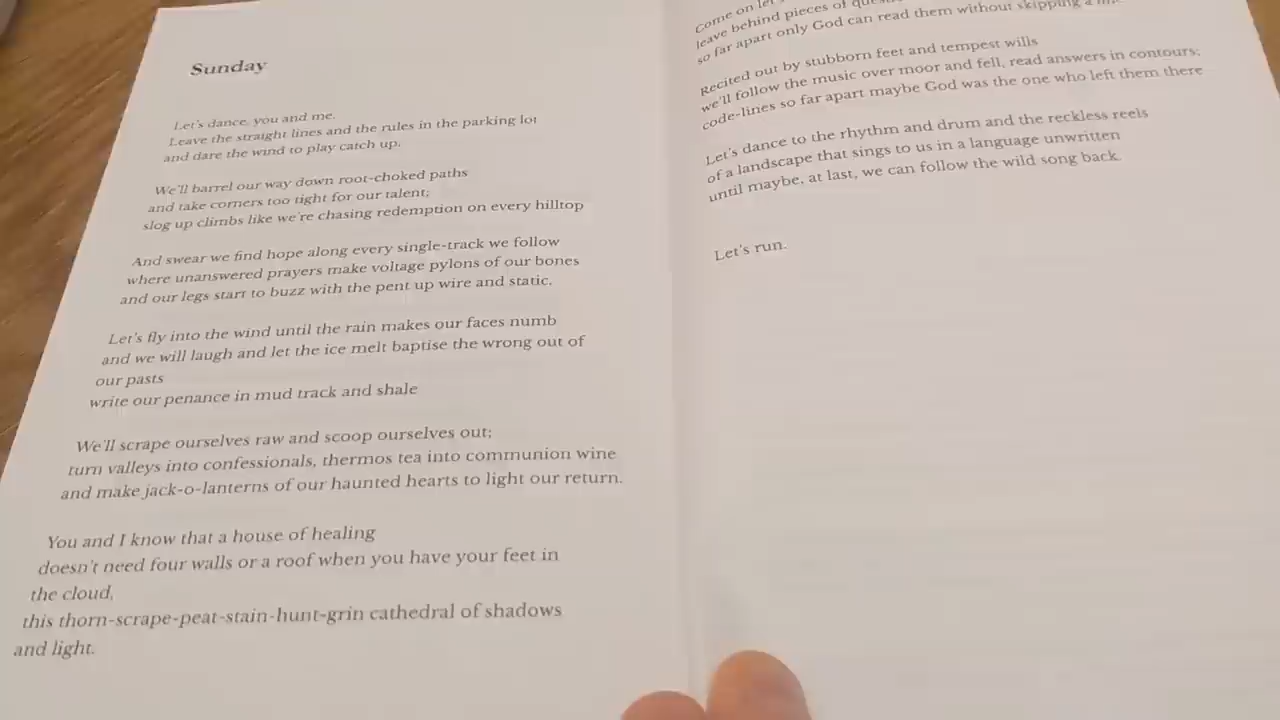 Sunday
Let's dance, you and me.
Leave the straight lines and the rules in the parking lot
and dare the wind to play catch up.
We'll barrel our way down root-choked paths
and take corners too tight for our talent;
slog up climbs like we're chasing redemption on every hilltop
And swear we find hope along every single-track we follow
where unanswered prayers make voltage pylons of our bones
and our legs start to buzz with the pent up wire and static.
Let's fly into the wind until the rain makes our faces numb
and we will laugh and let the ice melt baptise the wrong out of
our pasts
write our penance in mud track and shale
We'll scrape ourselves raw and scoop ourselves out;
turn valleys into confessionals, thermos tea into communion wine
and make jack-o-lanterns of our haunted hearts to light our return.
You and I know that a house of healing
doesn't need four walls or a roof when you have your feet in
the cloud,
this thorn-scrape-peat-stain-hunt-grin cathedral of shadows
and light.
Come on
leave behind pieces of
so far apart only God can read them without skipping a
Recited out by stubborn feet and tempest wills
we'll follow the music over moor and fell, read answers in contours;
code-lines so far apart maybe God was the one who left them there
Let's dance to the rhythm and drum and the reckless reels
of a landscape that sings to us in a language unwritten
until maybe, at last, we can follow the wild song back.
Let's run.